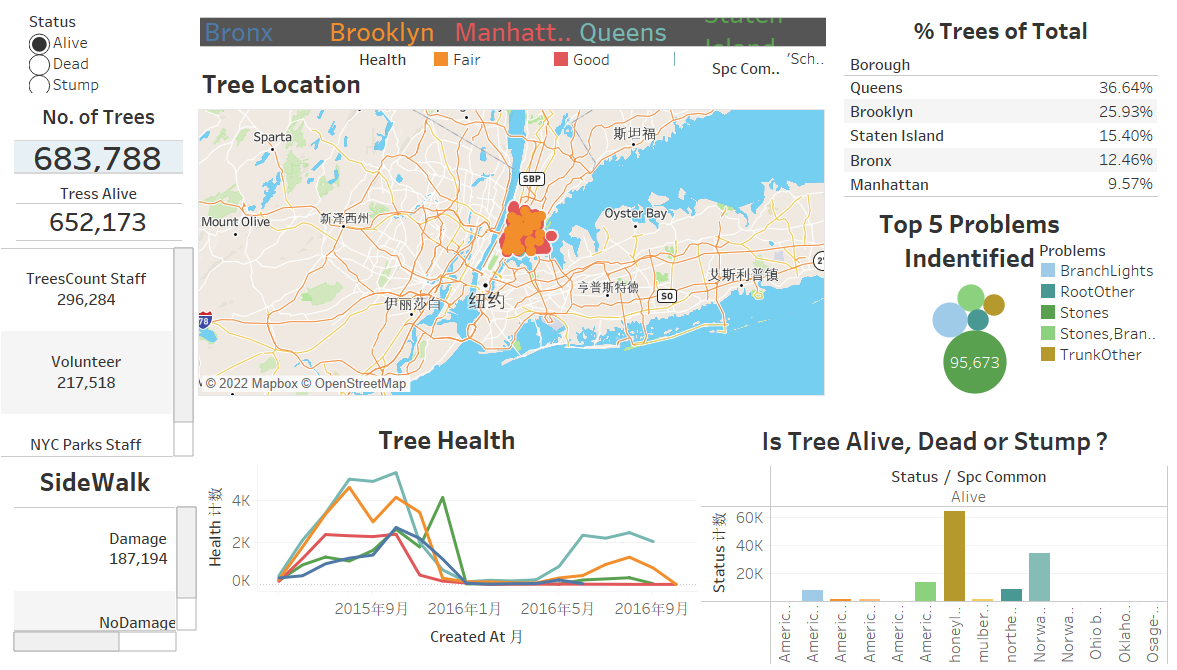 Status
Alive
Dead
Stump
No. of Trees
683,788
Tress Alive
652,173
TreesCount Staff
296,284
Volunteer
217,518
NYC Parks Staff
SideWalk
Damage
187,194
NoDamage
Bronx
Brooklyn
Manhatt..
Queens
Staten
Island
Health
Fair
Good
Spc Com..
'Sch..
Tree Location
Sparta
斯坦福
SBP
Mount Olive
新泽西州
Oyster Bay
戈斯利普镇
亨普斯特德
S0
伊丽莎白
纽约
78
© 2022 Mapbox © OpenStreetMap
% Trees of Total
Borough
Queens 36.64%
Brooklyn 25.93%
Staten Island 15.40%
Bronx 12.46%
Manhattan 9.57%
Top 5 Problems
Indentified
Problems
BranchLights
RootOther
Stones
Stones,Bran..
TrunkOther
95,673
Tree Health
Health 计数
4K
2K
0K
2015年9月
2016年1月
2016年5月
2016年9月
Created At 月
Is Tree Alive, Dead or Stump ?
Status / Spc Common
Alive
Status 计数
60K
40K
20K
Americ..
Americ..
Americ..
Americ..
Americ..
Americ..
honeyl..
mulber..
northe..
Norwa..
Norwa..
Ohio b..
Oklaho..
Osage-..